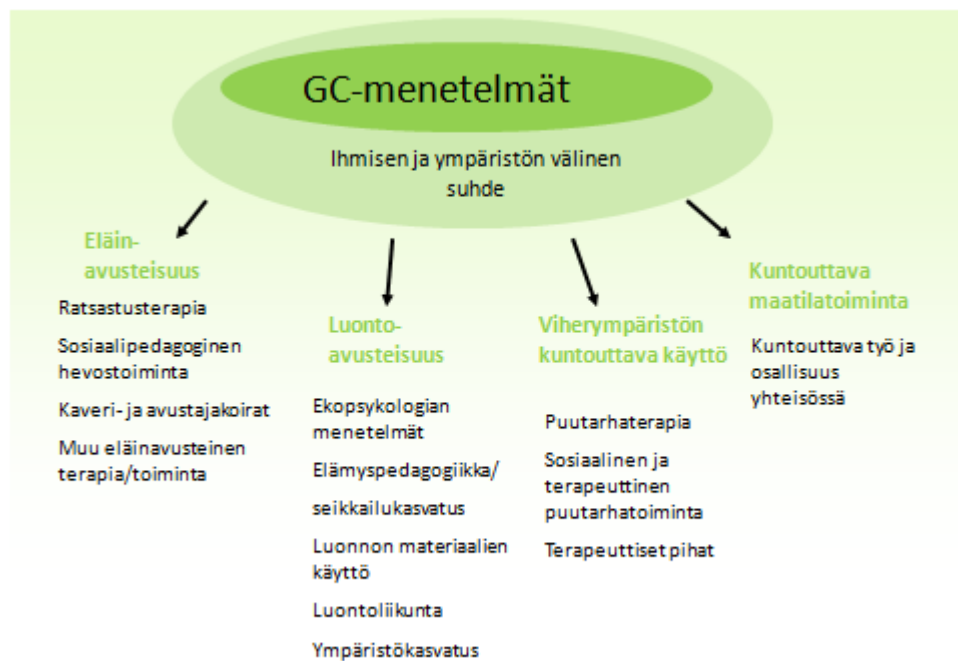 GC-menetelmät
Ihmisen ja ympäristön välinen
suhde
Eläin-
avusteisuus
Ratsastusterapia
Sosiaalipedagoginen
hevostoiminta
Kaveri- ja avustajakoirat
Muu eläinavusteinen
terapia/toiminta
Luonto-
avusteisuus
Ekopsykologian
menetelmät
Elämyspedagogiikka/
seikkailukasvatus
Luonnon materiaalien
käyttö
Luontoliikunta
Ympäristökasvatus
Viherympäristön
kuntouttava käyttö
Puutarhaterapia
Sosiaalinen ja
terapeuttinen
puutarhatoiminta
Terapeuttiset pihat
Kuntouttava
maatilatoiminta
Kuntouttava työ ja
osallisuus
yhteisössä